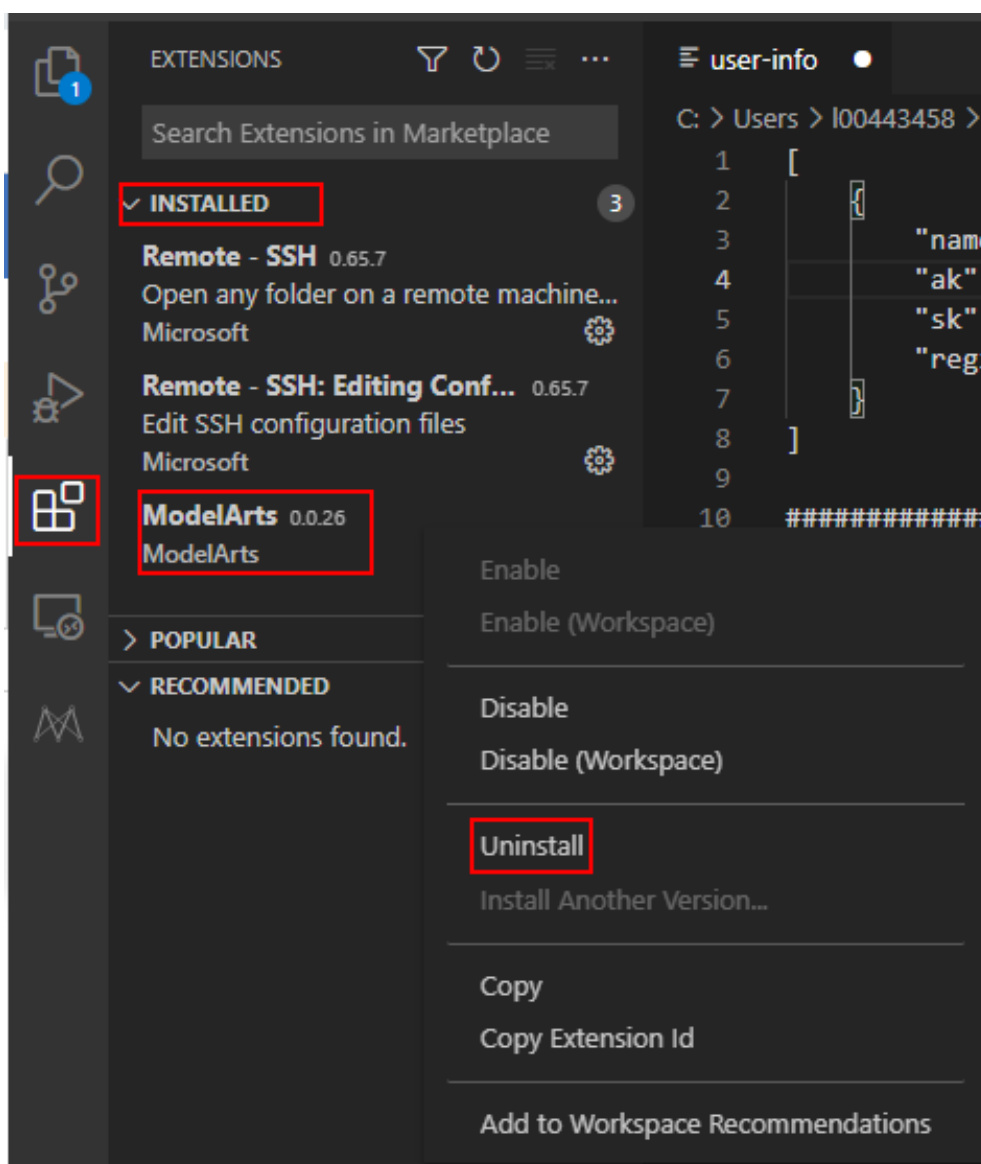 EXTENSIONS
Search Extensions in Marketplace
INSTALLED 3
Remote - SSH 0.65.7
Open any folder on a remote machine...
Microsoft
Remote - SSH: Editing Conf... 0.65.7
Edit SSH configuration files
Microsoft
ModelArts 0.0.26
ModelArts
POPULAR
RECOMMENDED
No extensions found.
1
Enable
Enable (Workspace)
Disable
Disable (Workspace)
Uninstall
Install Another Version...
Copy
Copy Extension Id
Add to Workspace Recommendations
user-info
C: > Users > l00443458 >
1 [
2 {
3 "nam
4 "ak"
5 "sk"
6 "reg
7 }
8 ]
9
10 ############